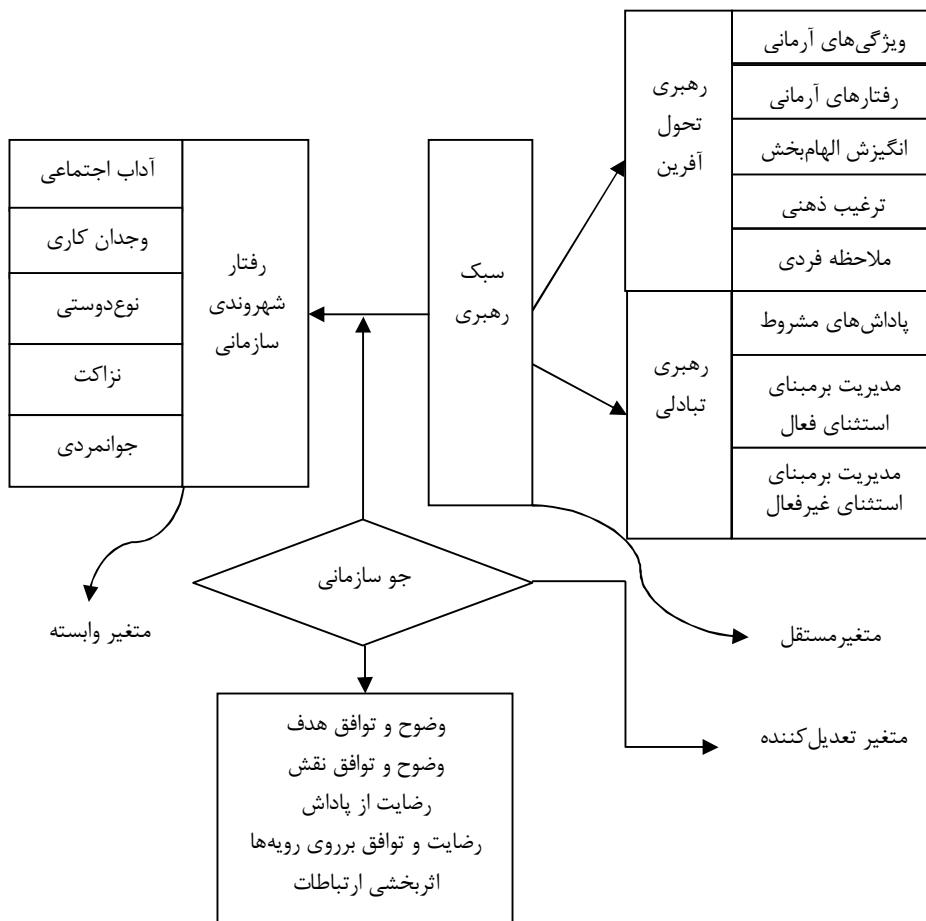 ویژگی‌های آرمانی
رفتارهای آرمانی
انگیزش الهام‌بخش
ترغیب ذهنی
ملاحظه فردی
رهبری
تحول
آفرین
پاداش‌های مشروط
مدیریت برمبنای
استثنای فعال
مدیریت برمبنای
استثنای غیرفعال
رهبری
تبادلی
سبک
رهبری
رفتار
شهروندی
سازمانی
آداب اجتماعی
وجدان کاری
نوع‌دوستی
نزاکت
جوانمردی
جو سازمانی
متغیرمستقل
متغیر وابسته
متغیر تعدیل‌کننده
وضوح و توافق هدف
وضوح و توافق نقش
رضایت از پاداش
رضایت و توافق برروی رویه‌ها
اثربخشی ارتباطات